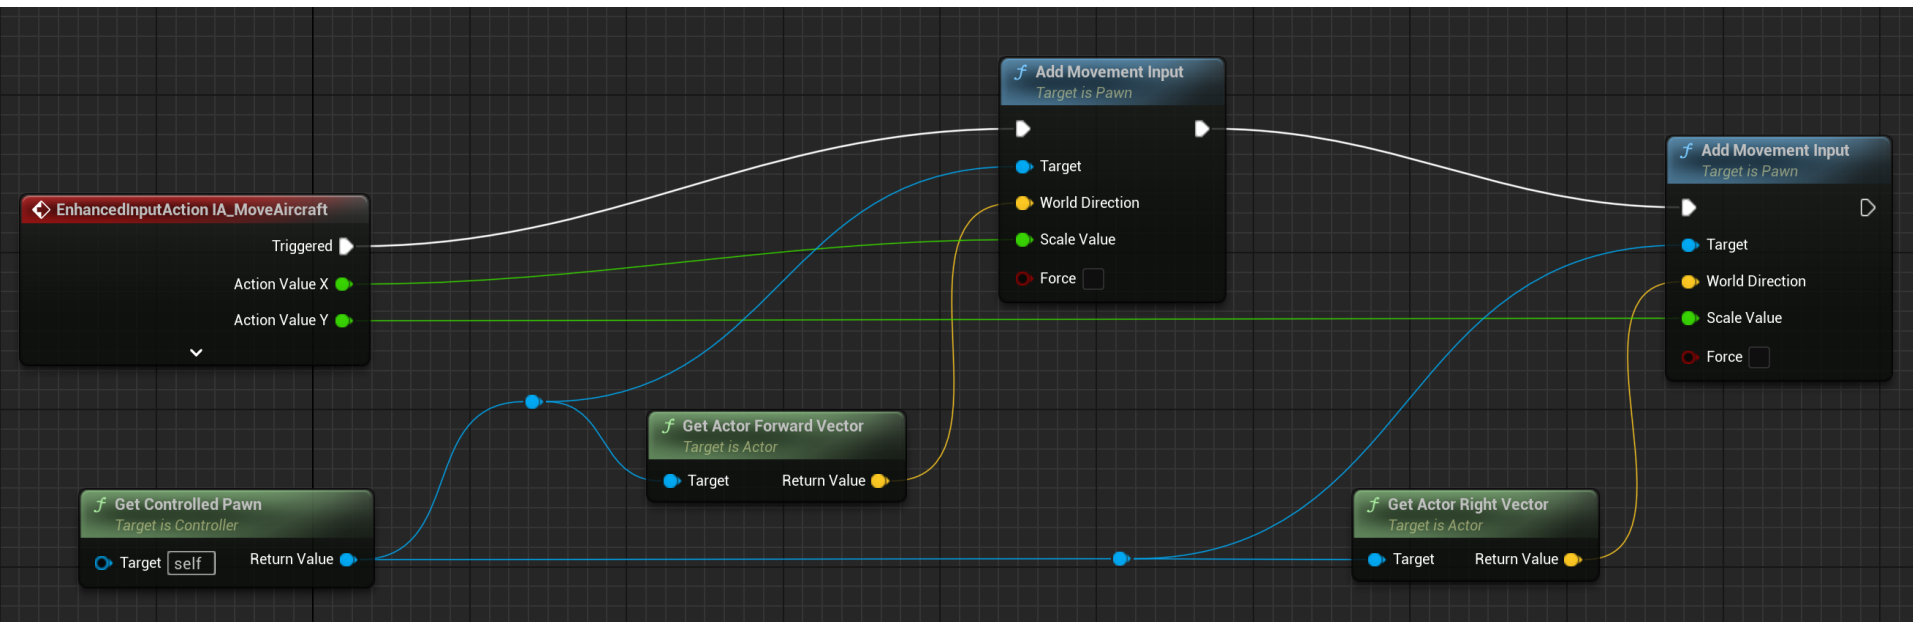 EnhancedInputAction IA_MoveAircraft
Triggered
Action Value X
Action Value Y
Get Controlled Pawn
Target is Controller
Target self Return Value
Get Actor Forward Vector
Target is Actor
Target Return Value
Add Movement Input
Target is Pawn
Target
World Direction
Scale Value
Force
Get Actor Right Vector
Target is Actor
Target Return Value
Add Movement Input
Target is Pawn
Target
World Direction
Scale Value
Force